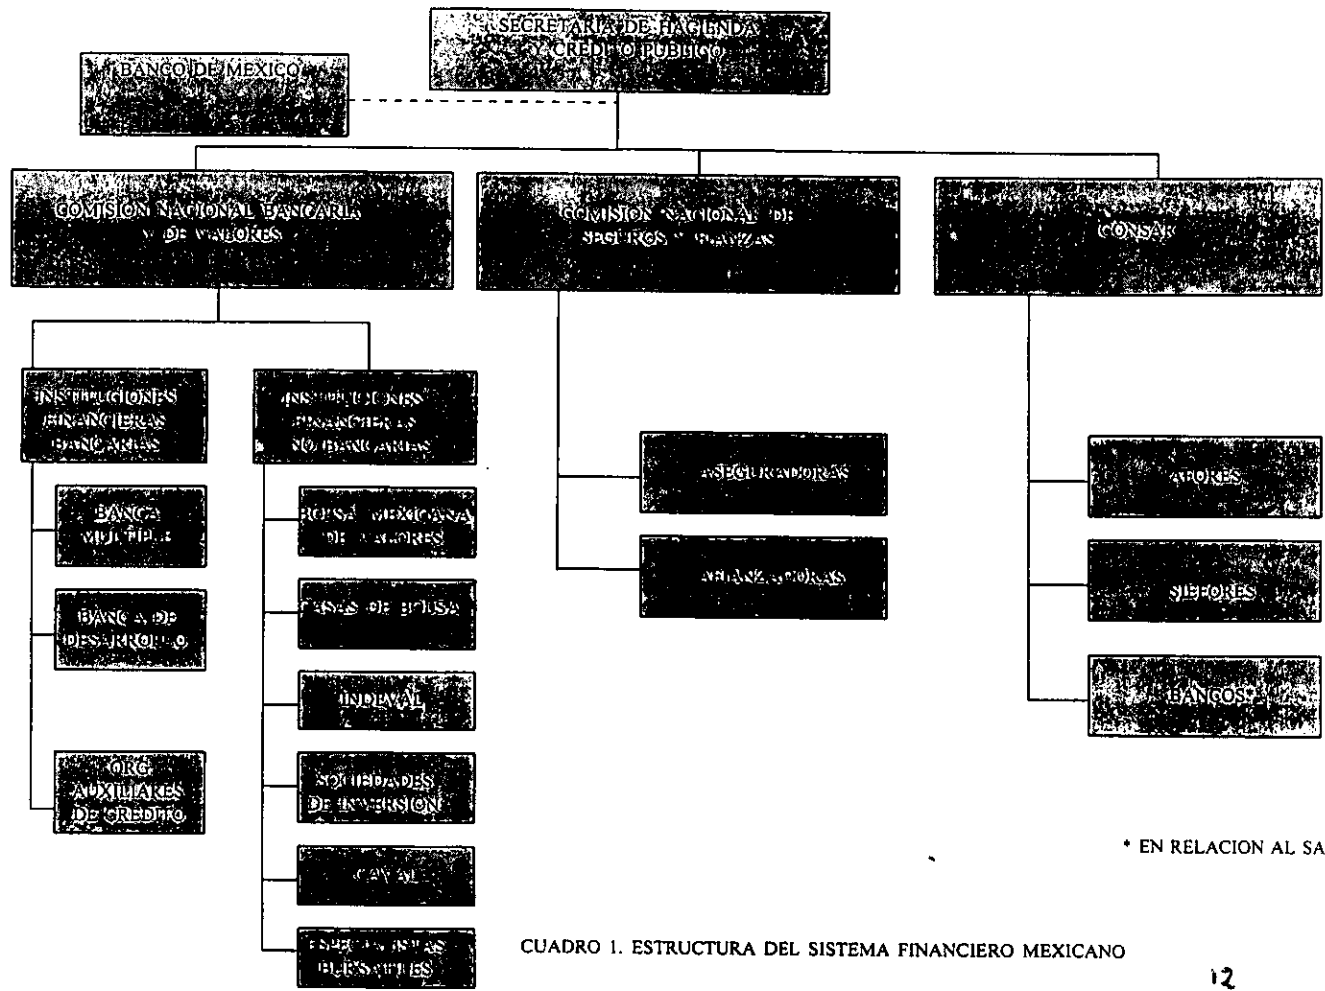 SECRETARIA DE HACIENDA
Y CREDITO PUBLICO
BANCO DE MEXICO
COMISION NACIONAL BANCARIA
Y DE VALORES
COMISION NACIONAL DE
SEGUROS Y FIANZAS
CONSAR
INSTITUCIONES
FINANCIERAS
BANCARIAS
INSTITUCIONES
FINANCIERAS
NO BANCARIAS
BANCA
MULTIPLE
BANCA DE
DESARROLLO
ORG
AUXILIARES
DE CREDITO
BOLSA MEXICANA
DE VALORES
CASAS DE BOLSA
INDEVAL
SOCIEDADES
DE INVERSION
ESPECIALISTAS
BURSATILES
ASEGURADORAS
AFIANZADORAS
AFORES
SIEFORES
BANCOS*
* EN RELACION AL SA
CUADRO 1. ESTRUCTURA DEL SISTEMA FINANCIERO MEXICANO
12